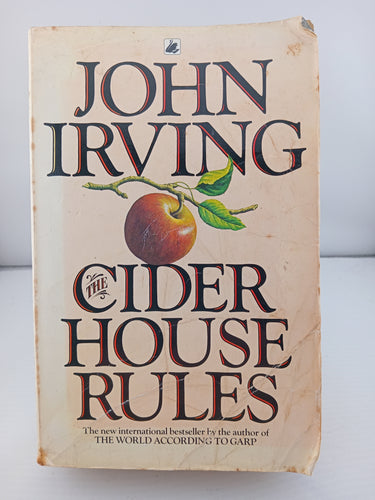 JOHN
IRVING
THE
CIDER
HOUSE
RULES
The new international bestseller by the author of
THE WORLD ACCORDING TO GARP